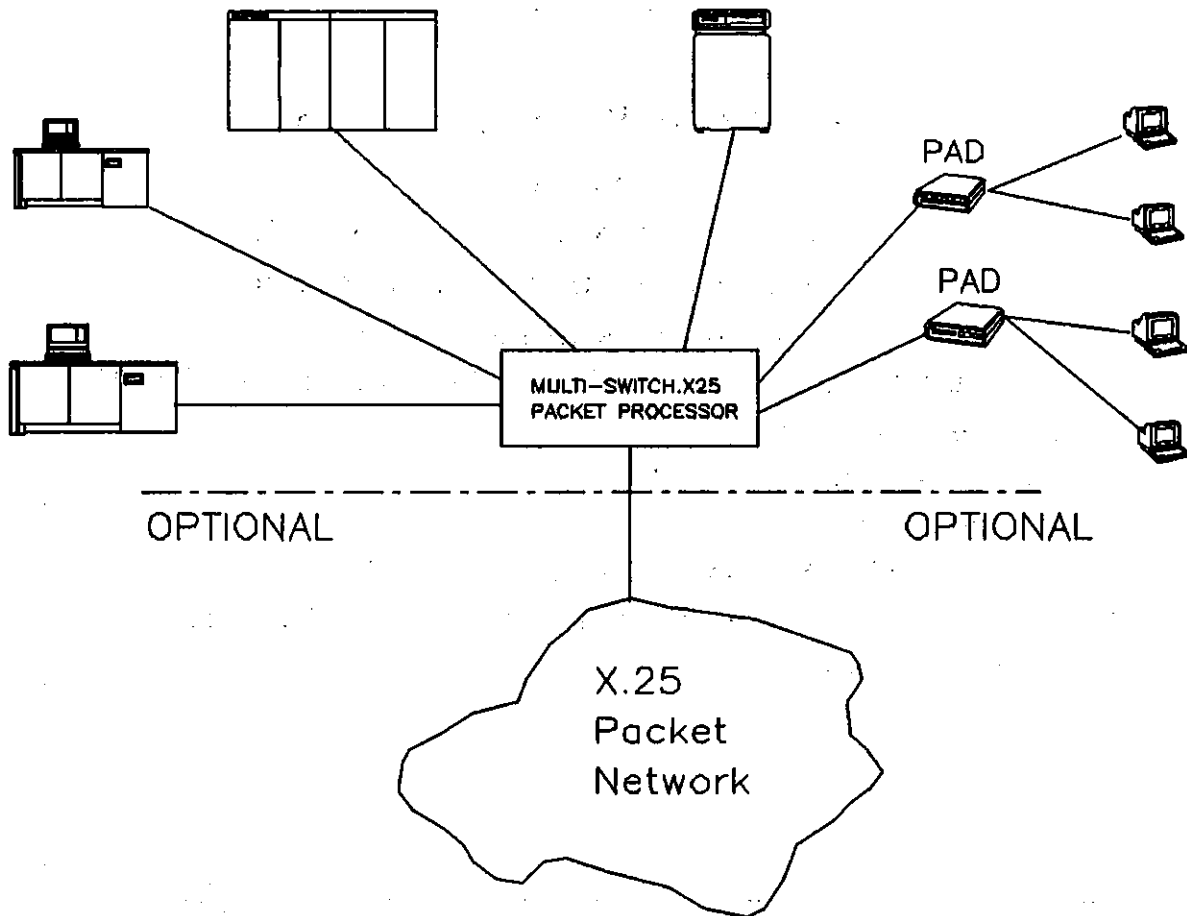 PAD
PAD
MULTI-SWITCH.X25
PACKET PROCESSOR
OPTIONAL
OPTIONAL
X.25
Packet
Network